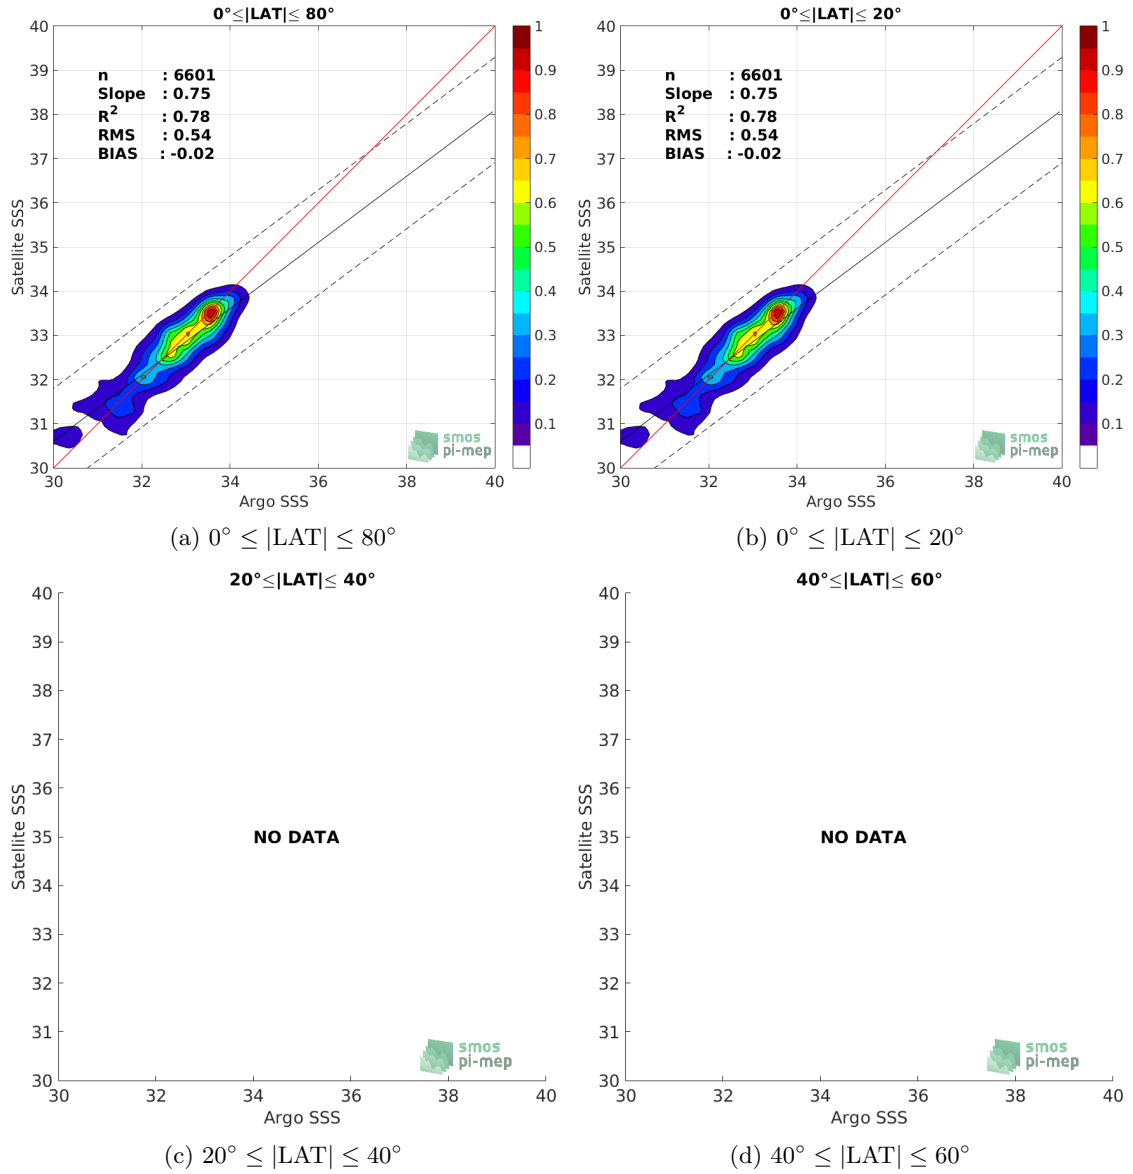 0°≤|LAT|≤ 80°
40
39
38
37
36
35
34
33
32
31
30
Satellite SSS
n : 6601
Slope : 0.75
R² : 0.78
RMS : 0.54
BIAS : -0.02
smos
pi-mep
30 32 34 36 38 40
Argo SSS
1
0.9
0.8
0.7
0.6
0.5
0.4
0.3
0.2
0.1
(a) 0° ≤ |LAT| ≤ 80°
0°≤|LAT|≤ 20°
40
39
38
37
36
35
34
33
32
31
30
Satellite SSS
n : 6601
Slope : 0.75
R² : 0.78
RMS : 0.54
BIAS : -0.02
smos
pi-mep
30 32 34 36 38 40
Argo SSS
1
0.9
0.8
0.7
0.6
0.5
0.4
0.3
0.2
0.1
(b) 0° ≤ |LAT| ≤ 20°
20°≤|LAT|≤ 40°
40
39
38
37
36
35
34
33
32
31
30
Satellite SSS
NO DATA
smos
pi-mep
30 32 34 36 38 40
Argo SSS
(c) 20° ≤ |LAT| ≤ 40°
40°≤|LAT|≤ 60°
40
39
38
37
36
35
34
33
32
31
30
Satellite SSS
NO DATA
smos
pi-mep
30 32 34 36 38 40
Argo SSS
(d) 40° ≤ |LAT| ≤ 60°